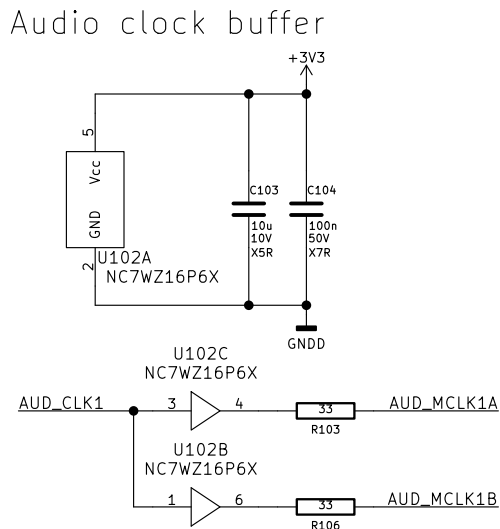 Audio clock buffer
+3V3
5
Vcc
GND
2
U102A
NC7WZ16P6X
C103
10u
10V
X5R
C104
100n
50V
X7R
GNDD
U102C
NC7WZ16P6X
AUD_CLK1
3
4
33
R103
AUD_MCLK1A
U102B
NC7WZ16P6X
1
6
33
R106
AUD_MCLK1B